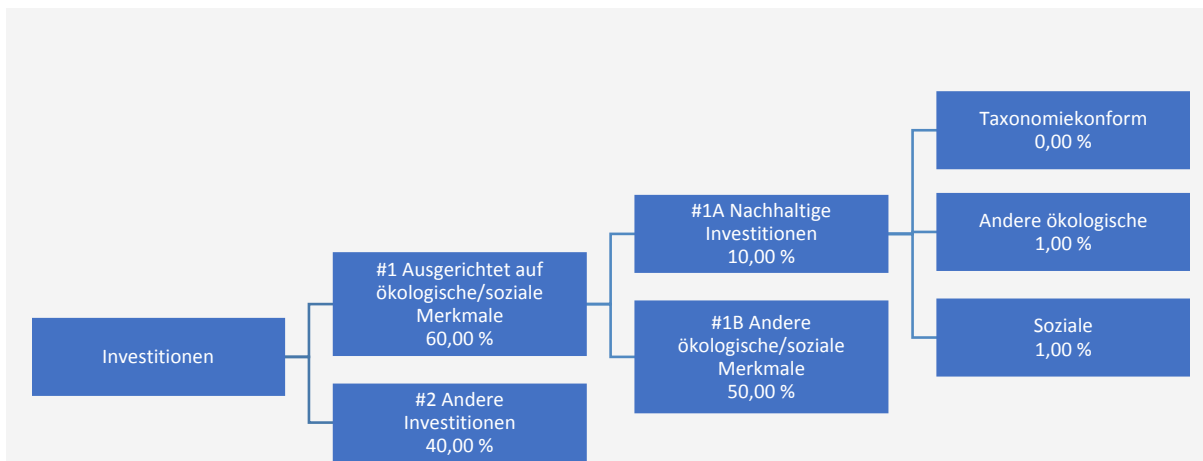 Investitionen
#1 Ausgerichtet auf
ökologische/soziale
Merkmale
60,00 %
#2 Andere
Investitionen
40,00 %
#1A Nachhaltige
Investitionen
10,00 %
#1B Andere
ökologische/soziale
Merkmale
50,00 %
Taxonomiekonform
0,00 %
Andere ökologische
1,00 %
Soziale
1,00 %